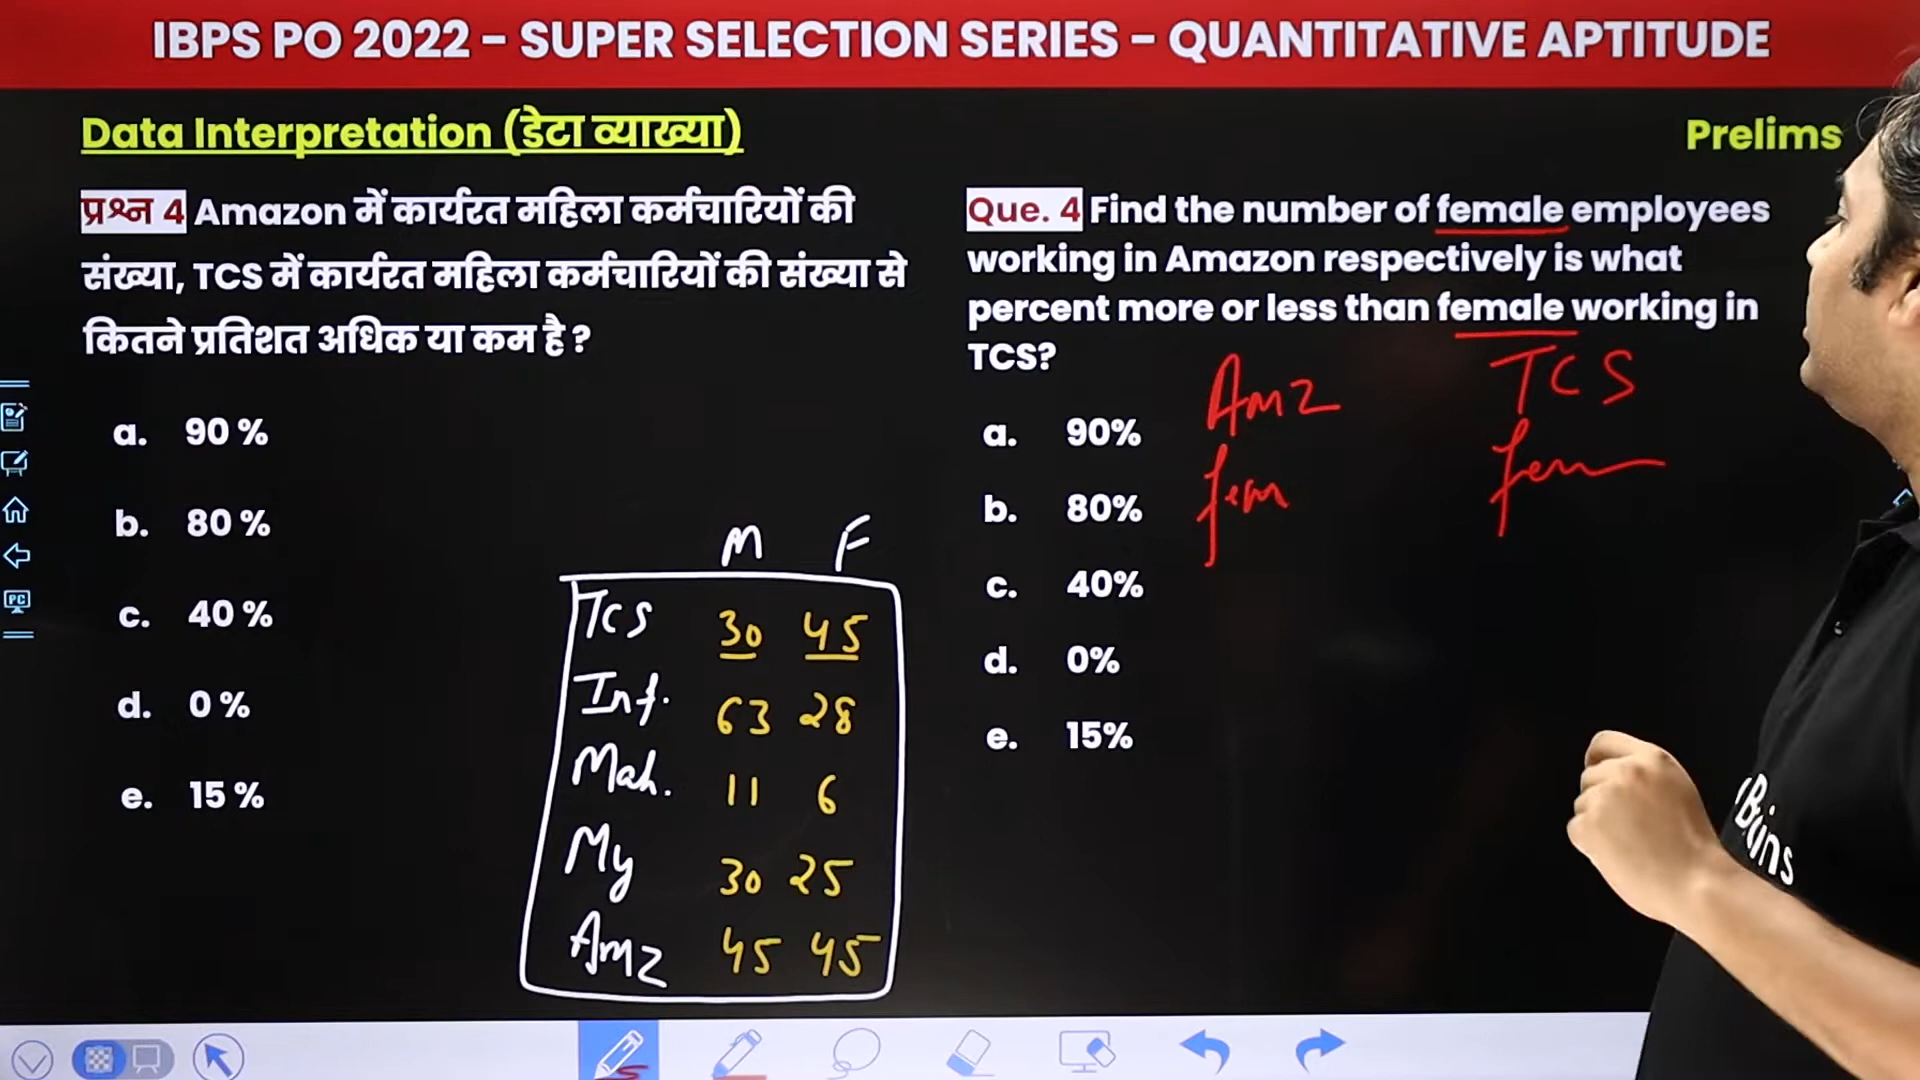 IBPS PO 2022 - SUPER SELECTION SERIES - QUANTITATIVE APTITUDE
Data Interpretation (डेटा व्याख्या)
Prelims
प्रश्न 4 Amazon में कार्यरत महिला कर्मचारियों की
संख्या, TCS में कार्यरत महिला कर्मचारियों की संख्या से
कितने प्रतिशत अधिक या कम है ?
a. 90 %
b. 80 %
c. 40 %
d. 0 %
e. 15 %
M F
TCS 30 45
Inf. 63 28
Mah. 11 6
My 30 25
Amz 45 45
Que. 4 Find the number of female employees
working in Amazon respectively is what
percent more or less than female working in
TCS?
a. 90%
b. 80%
c. 40%
d. 0%
e. 15%
Amz TCS
fem fem
PC